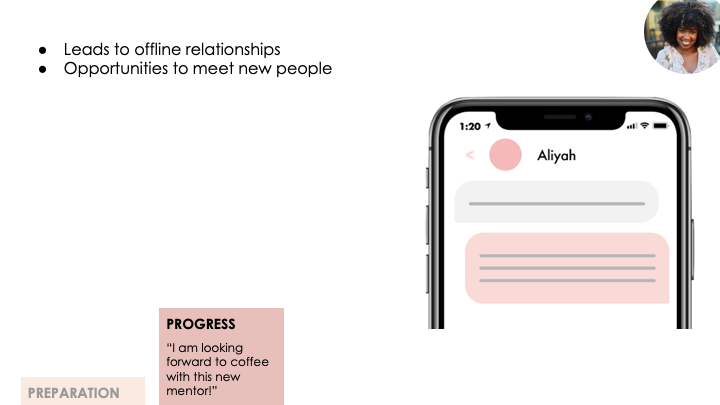 ● Leads to offline relationships
● Opportunities to meet new people
1:20
< Aliyah
PROGRESS
“I am looking
forward to coffee
with this new
mentor!”
PREPARATION